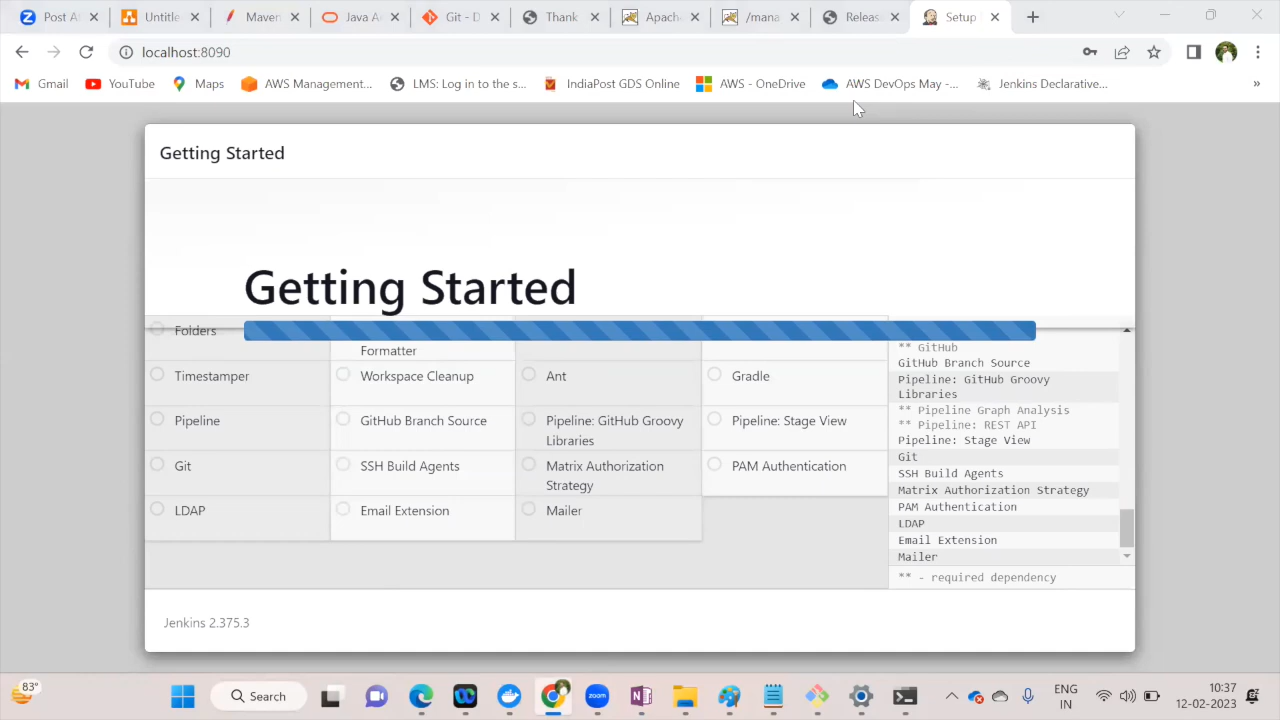 Post A
Untitle
Maven
Java A
Git - D
Thank
Apach
/mana
Releas
Setup
localhost:8090
Gmail
YouTube
Maps
AWS Management...
LMS: Log in to the s...
IndiaPost GDS Online
AWS - OneDrive
AWS DevOps May -...
Jenkins Declarative...
»
Getting Started
Getting Started
Folders
Formatter
Timestamper
Workspace Cleanup
Ant
Gradle
Pipeline
GitHub Branch Source
Pipeline: GitHub Groovy
Libraries
Pipeline: Stage View
Git
SSH Build Agents
Matrix Authorization
Strategy
PAM Authentication
LDAP
Email Extension
Mailer
** GitHub
GitHub Branch Source
Pipeline: GitHub Groovy
Libraries
** Pipeline Graph Analysis
** Pipeline: REST API
Pipeline: Stage View
Git
SSH Build Agents
Matrix Authorization Strategy
PAM Authentication
LDAP
Email Extension
Mailer
** - required dependency
Jenkins 2.375.3
83°
Search
zoom
ENG
IN
10:37
12-02-2023